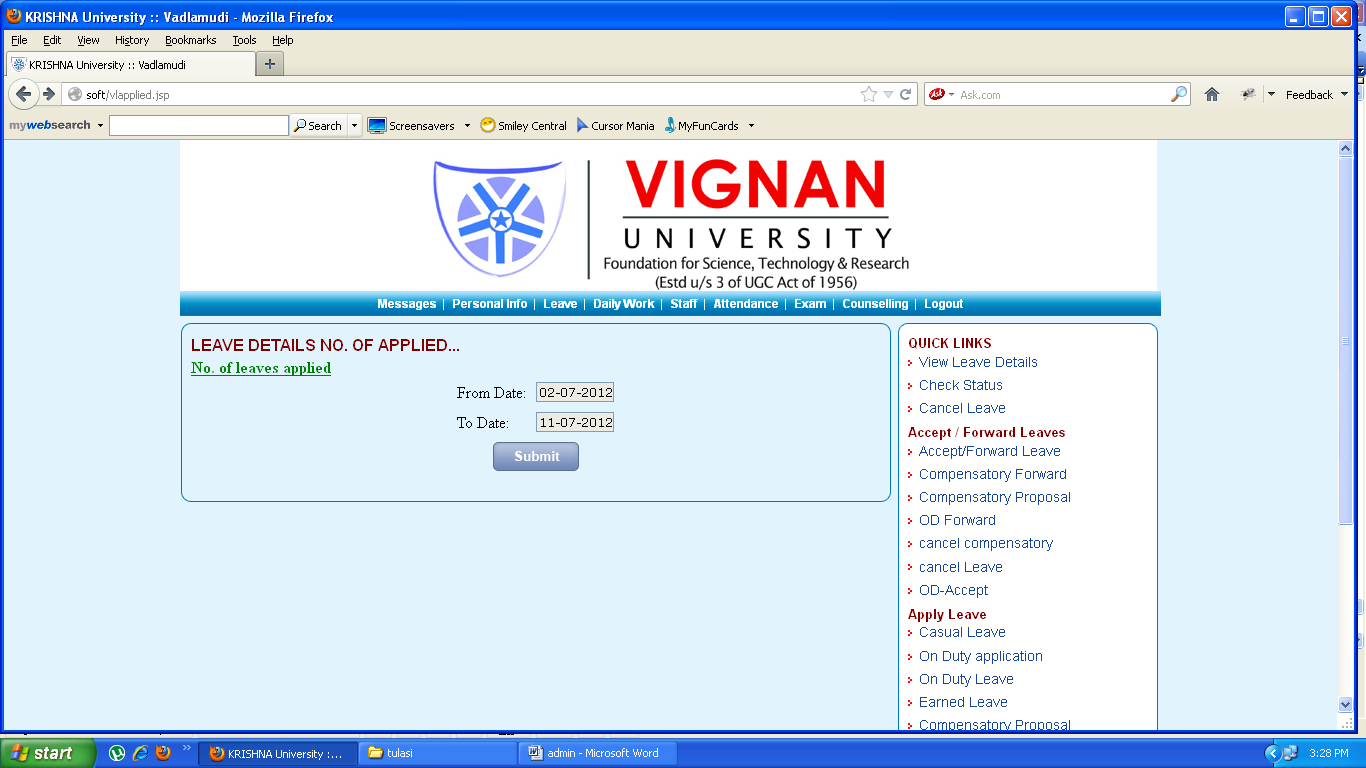 KRISHNA University :: Vadlamudi - Mozilla Firefox
File Edit View History Bookmarks Tools Help
KRISHNA University :: Vadlamudi
soft/vlapplied.jsp
Ask Ask.com
Feedback
mywebsearch Search Screensavers Smiley Central Cursor Mania MyFunCards
VIGNAN
UNIVERSITY
Foundation for Science, Technology & Research
(Estd u/s 3 of UGC Act of 1956)
Messages | Personal Info | Leave | Daily Work | Staff | Attendance | Exam | Counselling | Logout
LEAVE DETAILS NO. OF APPLIED...
No. of leaves applied
From Date: 02-07-2012
To Date: 11-07-2012
Submit
QUICK LINKS
View Leave Details
Check Status
Cancel Leave
Accept / Forward Leaves
Accept/Forward Leave
Compensatory Forward
Compensatory Proposal
OD Forward
cancel compensatory
cancel Leave
OD-Accept
Apply Leave
Casual Leave
On Duty application
On Duty Leave
Earned Leave
Compensatory Proposal
start KRISHNA University :... tulasi admin - Microsoft Word 3:28 PM